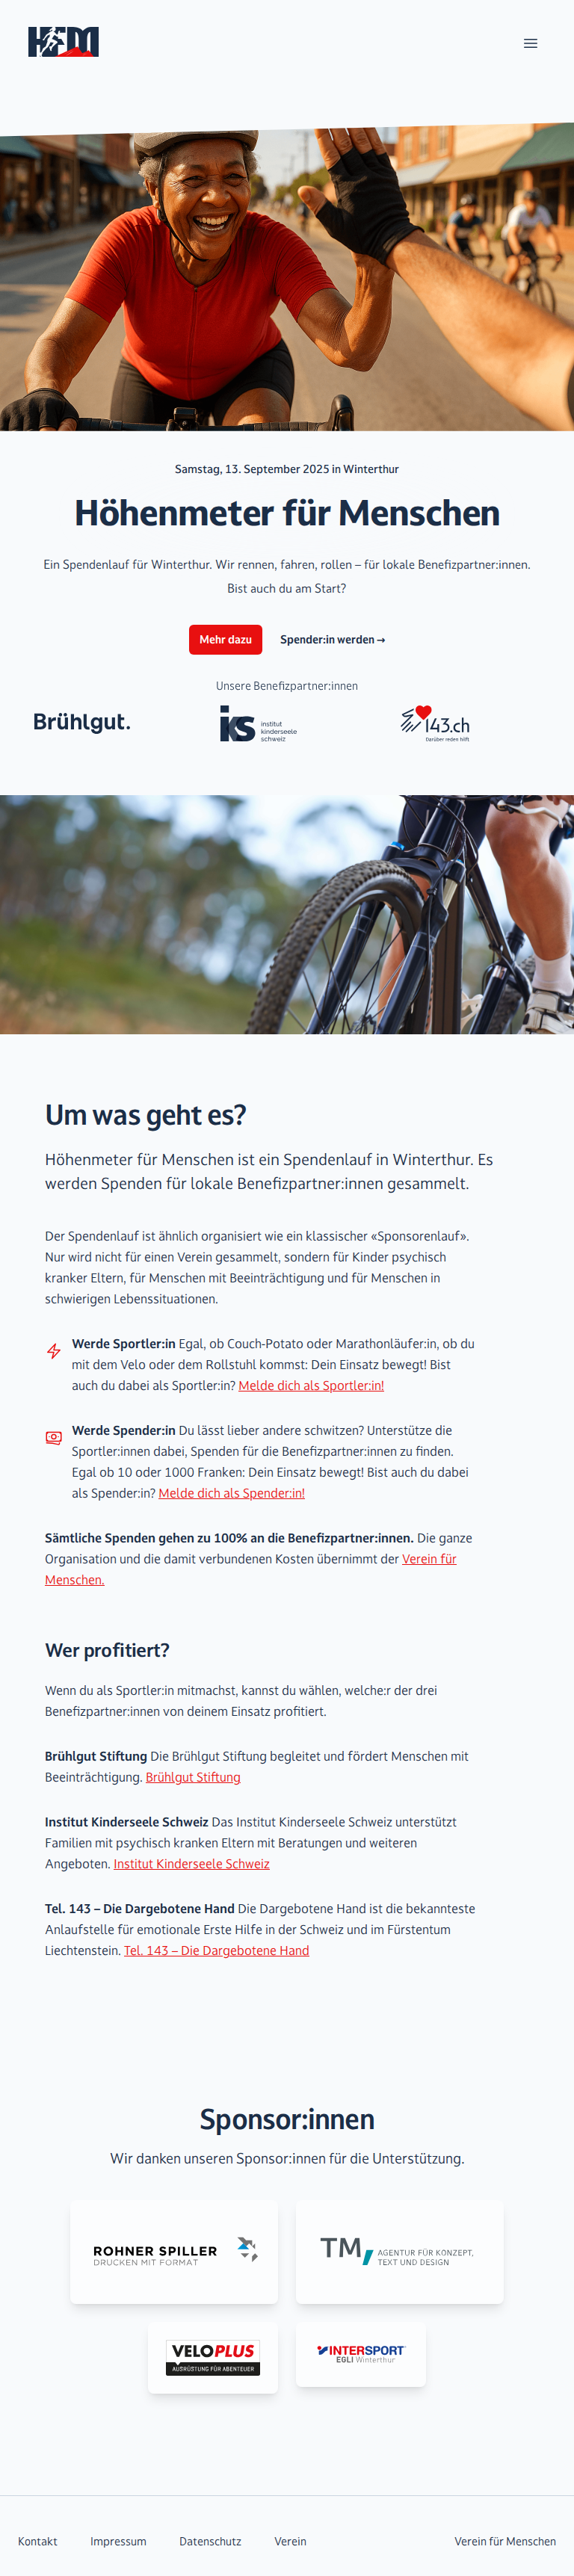 HFM
Samstag, 13. September 2025 in Winterthur
Höhenmeter für Menschen
Ein Spendenlauf für Winterthur. Wir rennen, fahren, rollen – für lokale Benefizpartner:innen.
Bist auch du am Start?
Mehr dazu
Spender:in werden →
Unsere Benefizpartner:innen
Brühlgut.
iks institut
kinderseele
schweiz
143.ch
Darüber reden hilft
Um was geht es?
Höhenmeter für Menschen ist ein Spendenlauf in Winterthur. Es
werden Spenden für lokale Benefizpartner:innen gesammelt.
Der Spendenlauf ist ähnlich organisiert wie ein klassischer «Sponsorenlauf».
Nur wird nicht für einen Verein gesammelt, sondern für Kinder psychisch
kranker Eltern, für Menschen mit Beeinträchtigung und für Menschen in
schwierigen Lebenssituationen.
Werde Sportler:in Egal, ob Couch-Potato oder Marathonläufer:in, ob du
mit dem Velo oder dem Rollstuhl kommst: Dein Einsatz bewegt! Bist
auch du dabei als Sportler:in? Melde dich als Sportler:in!
Werde Spender:in Du lässt lieber andere schwitzen? Unterstütze die
Sportler:innen dabei, Spenden für die Benefizpartner:innen zu finden.
Egal ob 10 oder 1000 Franken: Dein Einsatz bewegt! Bist auch du dabei
als Spender:in? Melde dich als Spender:in!
Sämtliche Spenden gehen zu 100% an die Benefizpartner:innen. Die ganze
Organisation und die damit verbundenen Kosten übernimmt der Verein für
Menschen.
Wer profitiert?
Wenn du als Sportler:in mitmachst, kannst du wählen, welche:r der drei
Benefizpartner:innen von deinem Einsatz profitiert.
Brühlgut Stiftung Die Brühlgut Stiftung begleitet und fördert Menschen mit
Beeinträchtigung. Brühlgut Stiftung
Institut Kinderseele Schweiz Das Institut Kinderseele Schweiz unterstützt
Familien mit psychisch kranken Eltern mit Beratungen und weiteren
Angeboten. Institut Kinderseele Schweiz
Tel. 143 – Die Dargebotene Hand Die Dargebotene Hand ist die bekannteste
Anlaufstelle für emotionale Erste Hilfe in der Schweiz und im Fürstentum
Liechtenstein. Tel. 143 – Die Dargebotene Hand
Sponsor:innen
Wir danken unseren Sponsor:innen für die Unterstützung.
ROHNER SPILLER
DRUCKEN MIT FORMAT
TM
AGENTUR FÜR KONZEPT,
TEXT UND DESIGN
VELOPLUS
AUSRÜSTUNG FÜR ABENTEUER
INTERSPORT
EGLI Winterthur
Kontakt
Impressum
Datenschutz
Verein
Verein für Menschen